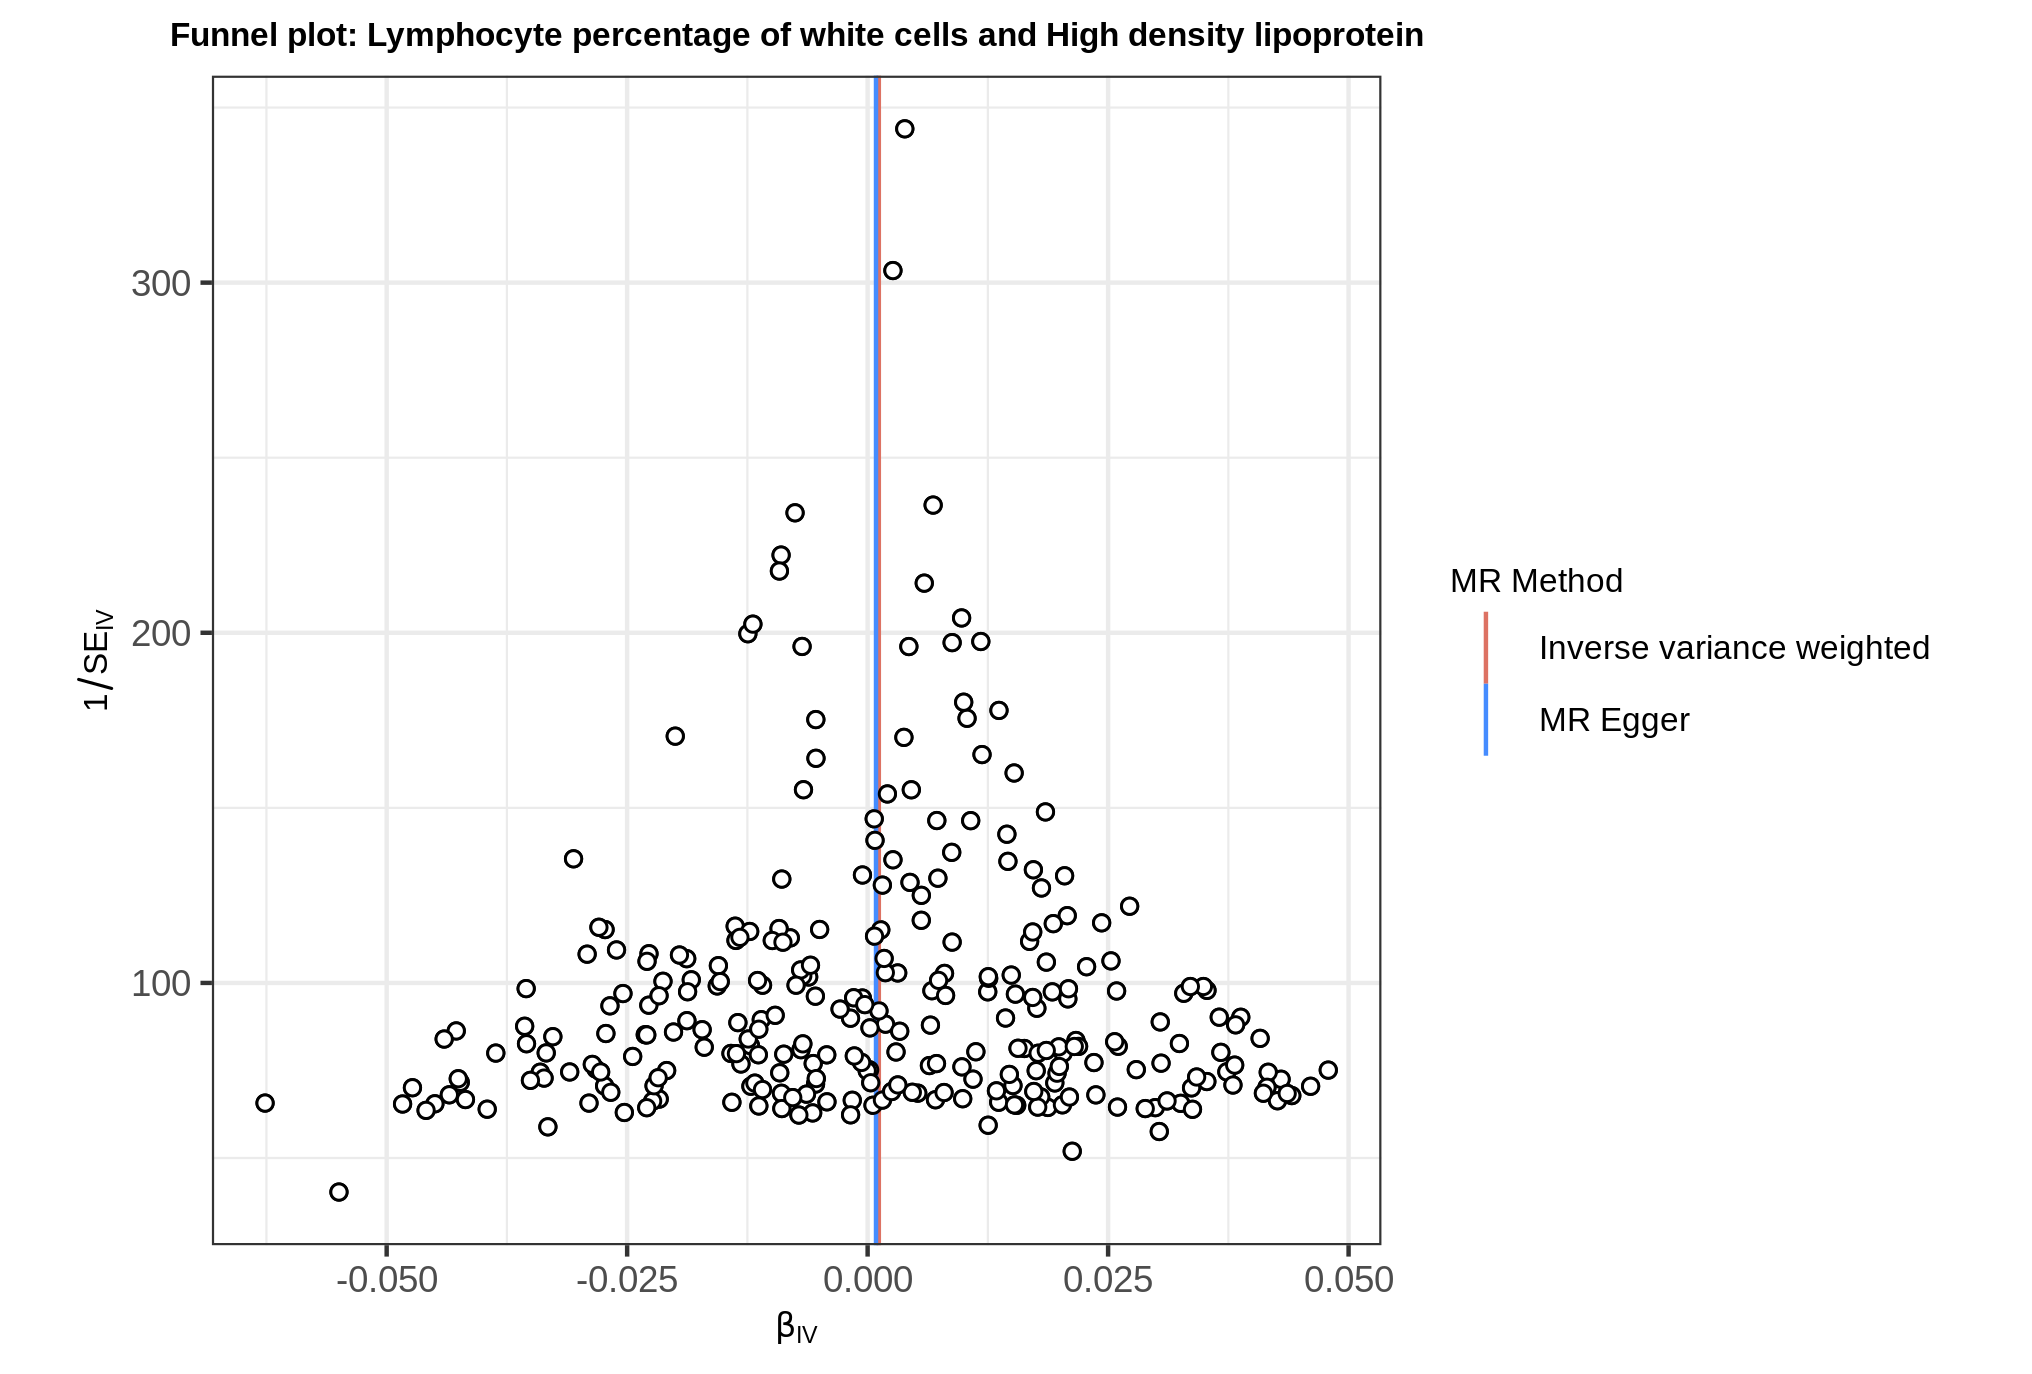 Funnel plot: Lymphocyte percentage of white cells and High density lipoprotein
300
200
100
1/SE_IV
-0.050
-0.025
0.000
0.025
0.050
β_IV
MR Method
Inverse variance weighted
MR Egger